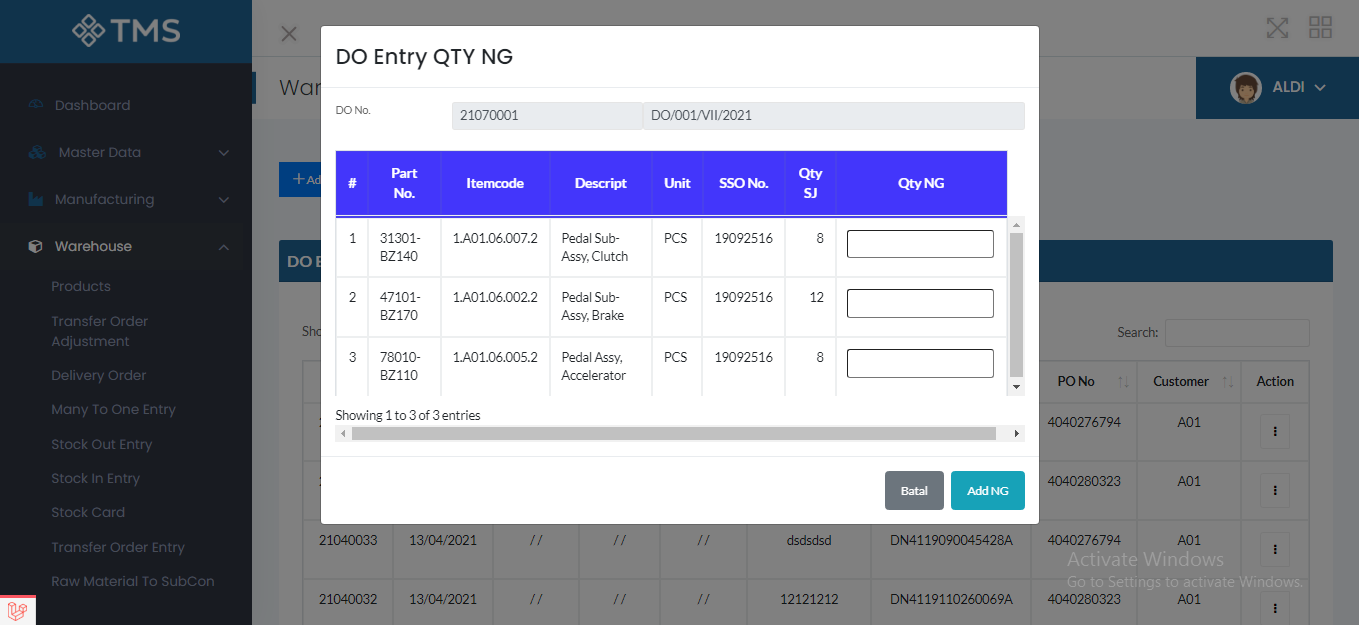 TMS
Dashboard
Master Data
Manufacturing
Warehouse
Products
Transfer Order
Adjustment
Delivery Order
Many To One Entry
Stock Out Entry
Stock In Entry
Stock Card
Transfer Order Entry
Raw Material To SubCon
ALDI
DO Entry QTY NG
DO No. 21070001 DO/001/VII/2021
# Part No. Itemcode Descript Unit SSO No. Qty SJ Qty NG
1 31301-BZ140 1.A01.06.007.2 Pedal Sub-Assy, Clutch PCS 19092516 8
2 47101-BZ170 1.A01.06.002.2 Pedal Sub-Assy, Brake PCS 19092516 12
3 78010-BZ110 1.A01.06.005.2 Pedal Assy, Accelerator PCS 19092516 8
Showing 1 to 3 of 3 entries
Batal Add NG
Search:
PO No Customer Action
4040276794 A01
4040280323 A01
21040033 13/04/2021 / / / / / / dsdsdsd DN4119090045428A 4040276794 A01
21040032 13/04/2021 / / / / / / 12121212 DN4119110260069A 4040280323 A01
Activate Windows
Go to Settings to activate Windows.